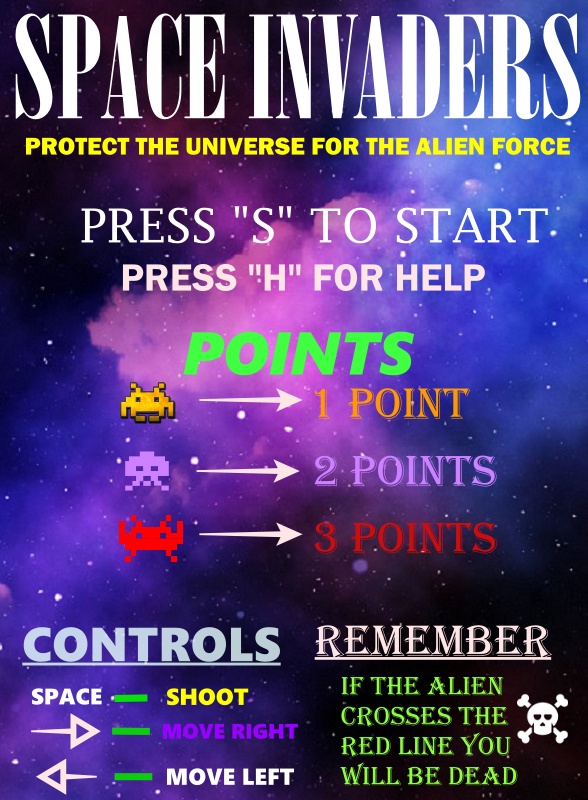 SPACE INVADERS
PROTECT THE UNIVERSE FOR THE ALIEN FORCE
PRESS "S" TO START
PRESS "H" FOR HELP
POINTS
1 POINT
2 POINTS
3 POINTS
CONTROLS
SPACE SHOOT
MOVE RIGHT
MOVE LEFT
REMEMBER
IF THE ALIEN
CROSSES THE
RED LINE YOU
WILL BE DEAD